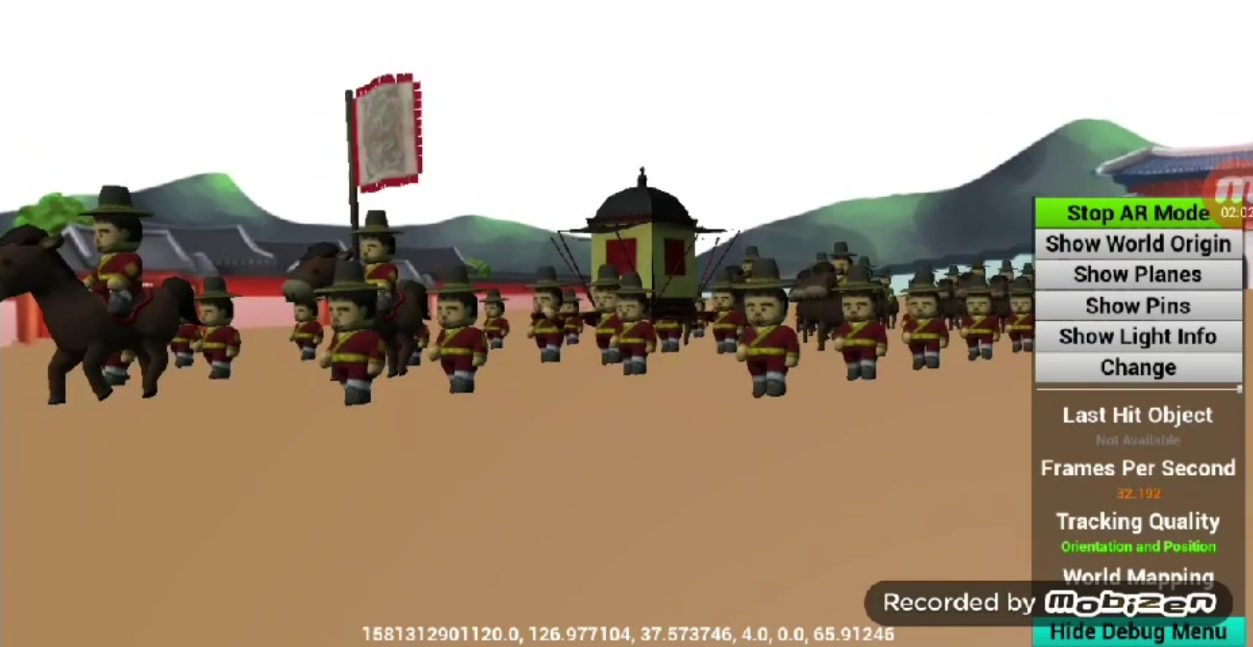 02:02
Stop AR Mode
Show World Origin
Show Planes
Show Pins
Show Light Info
Change
Last Hit Object
Not Available
Frames Per Second
32.192
Tracking Quality
Orientation and Position
World Mapping
Recorded by Mobizen
Hide Debug Menu
1581312901120.0, 126.977104, 37.573746, 4.0, 0.0, 65.91246